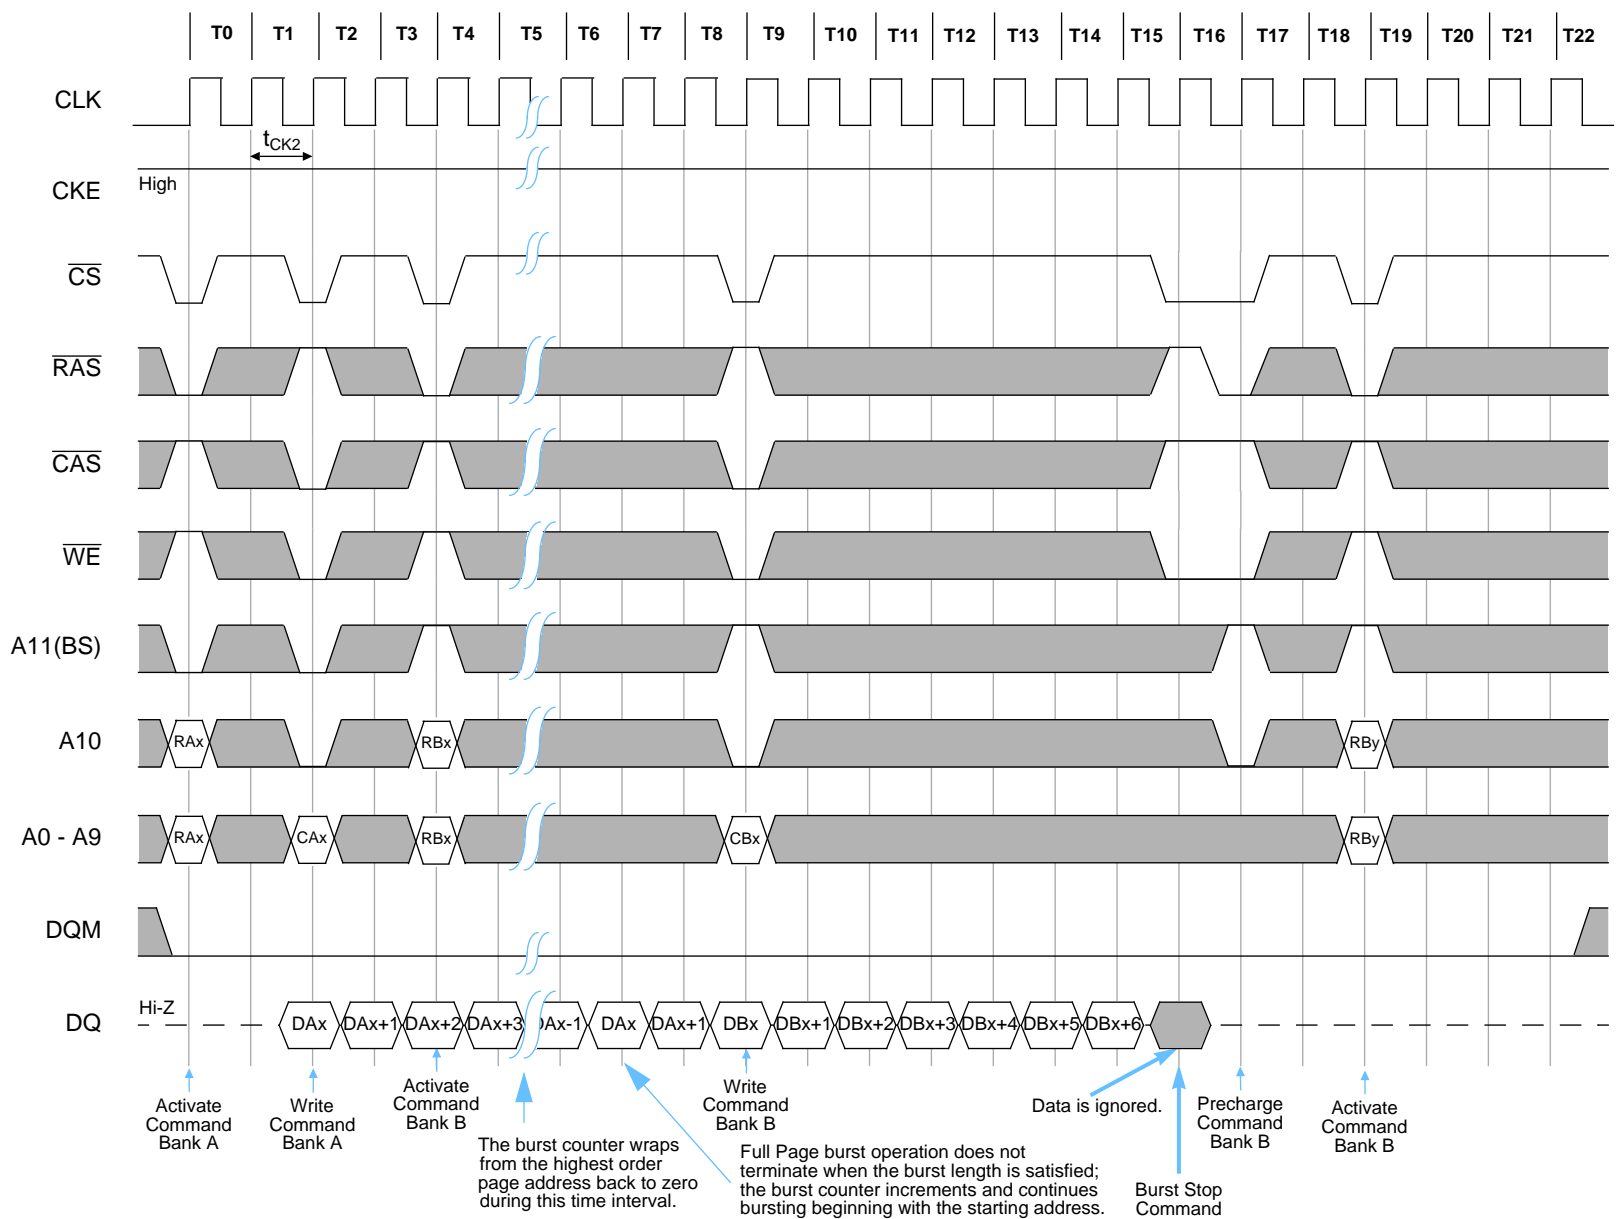 T0 T1 T2 T3 T4 T5 T6 T7 T8 T9 T10 T11 T12 T13 T14 T15 T16 T17 T18 T19 T20 T21 T22
CLK
tCK2
CKE
High
CS
RAS
CAS
WE
A11(BS)
A10
RAx RBx RBy
A0 - A9
RAx CAx RBx CBx RBy
DQM
DQ
Hi-Z
DAx DAx+1 DAx+2 DAx+3 DAx-1 DAx DAx+1 DBx DBx+1 DBx+2 DBx+3 DBx+4 DBx+5 DBx+6
Activate
Command
Bank A
Write
Command
Bank A
Activate
Command
Bank B
The burst counter wraps
from the highest order
page address back to zero
during this time interval.
Write
Command
Bank B
Full Page burst operation does not
terminate when the burst length is satisfied;
the burst counter increments and continues
bursting beginning with the starting address.
Data is ignored.
Burst Stop
Command
Precharge
Command
Bank B
Activate
Command
Bank B